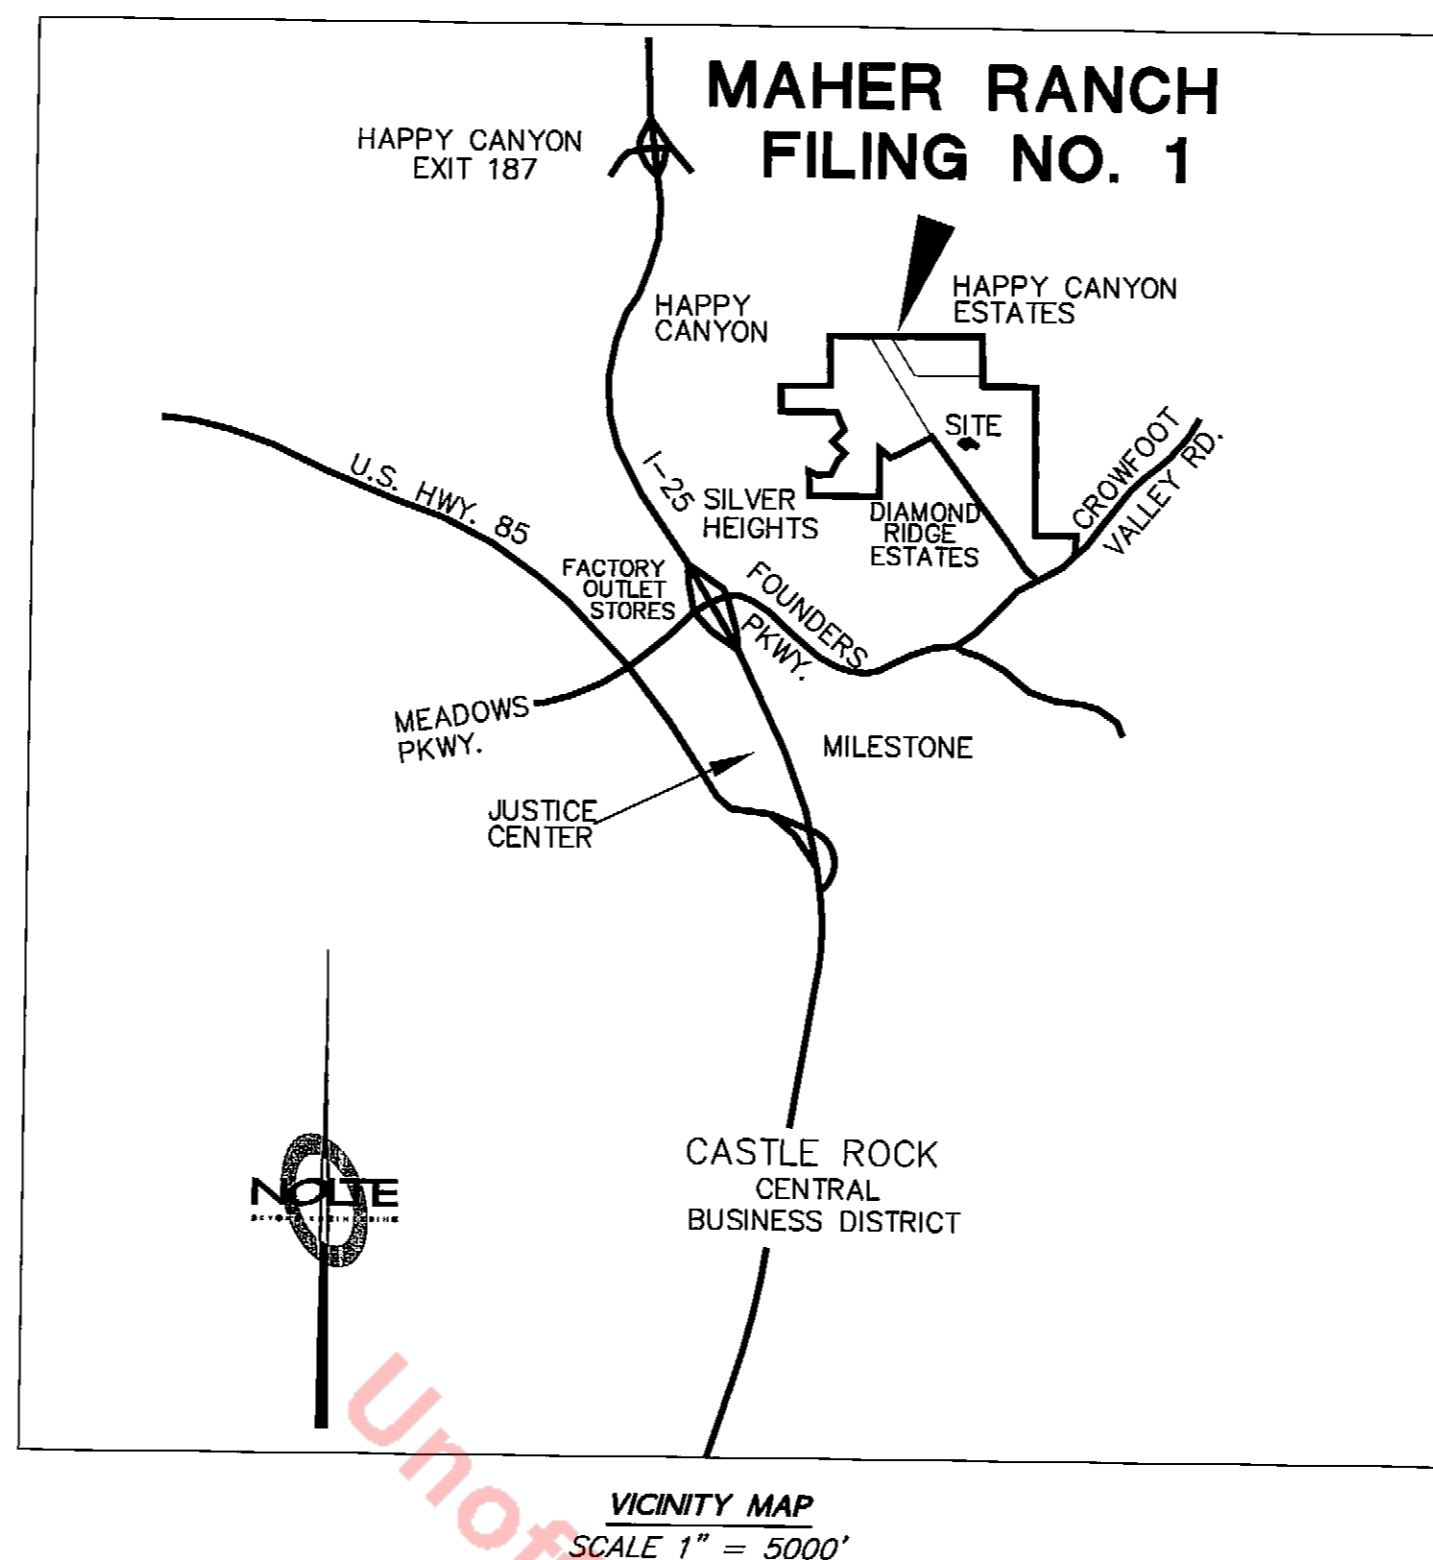 MAHER RANCH
FILING NO. 1
HAPPY CANYON
EXIT 187
HAPPY CANYON
ESTATES
HAPPY
CANYON
SITE
CROWFOOT
VALLEY RD.
U.S. HWY. 85
I-25
SILVER
HEIGHTS
DIAMOND
RIDGE
ESTATES
FACTORY
OUTLET
STORES
FOUNDERS
PKWY.
MEADOWS
PKWY.
MILESTONE
JUSTICE
CENTER
CASTLE ROCK
CENTRAL
BUSINESS DISTRICT
NOLTE
BEYOND ENGINEERING
VICINITY MAP
SCALE 1" = 5000'